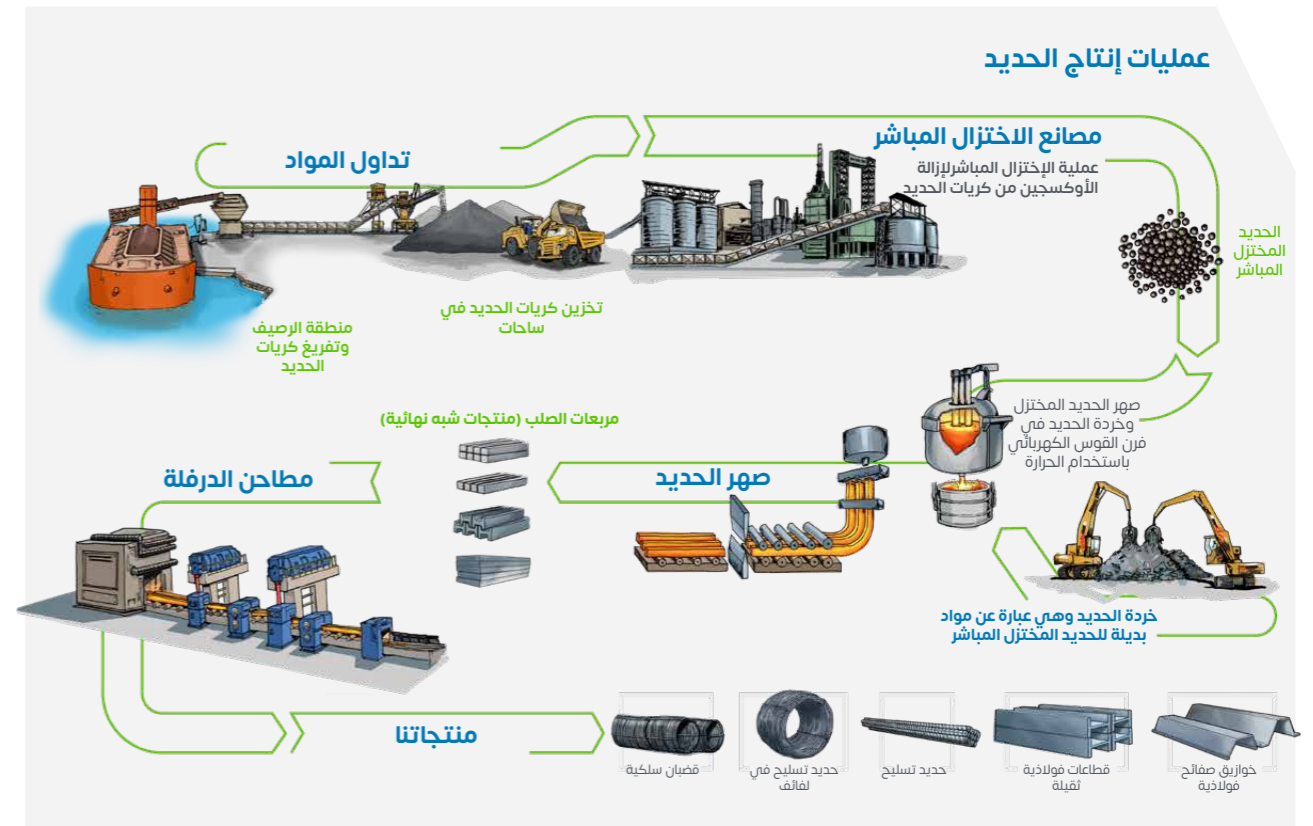 عمليات إنتاج الحديد
تداول المواد
منطقة الرصيف
وتفريغ كريات
الحديد
تخزين كريات الحديد في
ساحات
مصانع الاختزال المباشر
عملية الإختزال المباشرلإزالة
الأوكسجين من كريات الحديد
الحديد
المختزل
المباشر
صهر الحديد المختزل
وخردة الحديد في
فرن القوس الكهربائي
باستخدام الحرارة
خردة الحديد وهي عبارة عن مواد
بديلة للحديد المختزل المباشر
صهر الحديد
مربعات الصلب (منتجات شبه نهائية)
مطاحن الدرفلة
منتجاتنا
قضبان سلكية
حديد تسليح في
لفائف
حديد تسليح
قطاعات فولاذية
ثقيلة
خوازيق صفائح
فولاذية